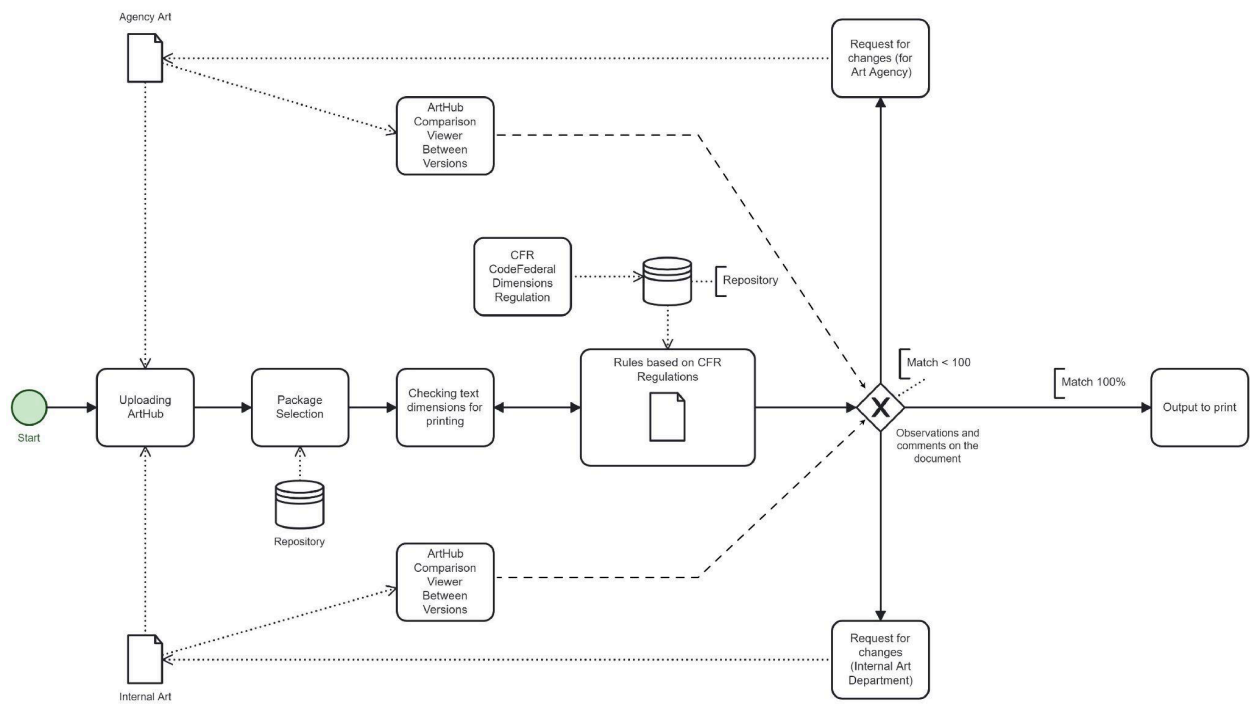 Agency Art
Request for
changes (for
Art Agency)
ArtHub
Comparison
Viewer
Between
Versions
CFR
CodeFederal
Dimensions
Regulation
Repository
Start
Uploading
ArtHub
Package
Selection
Checking text
dimensions for
printing
Rules based on CFR
Regulations
Match < 100
Match 100%
X
Observations and
comments on the
document
Output to print
Repository
ArtHub
Comparison
Viewer
Between
Versions
Internal Art
Request for
changes
(Internal Art
Department)